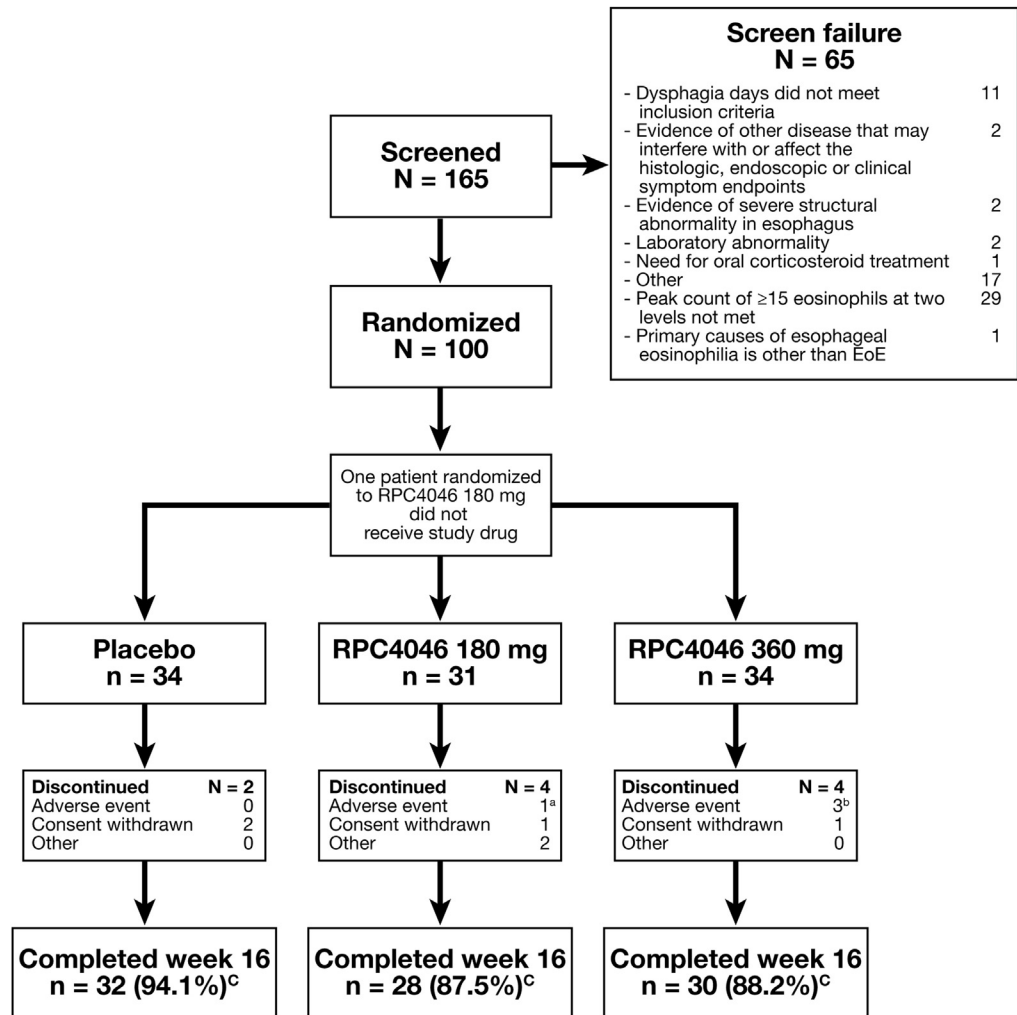 Screen failure
N = 65
- Dysphagia days did not meet 11
inclusion criteria
- Evidence of other disease that may 2
interfere with or affect the
histologic, endoscopic or clinical
symptom endpoints
- Evidence of severe structural 2
abnormality in esophagus
- Laboratory abnormality 2
- Need for oral corticosteroid treatment 1
- Other 17
- Peak count of ≥15 eosinophils at two 29
levels not met
- Primary causes of esophageal 1
eosinophilia is other than EoE
Screened
N = 165
Randomized
N = 100
One patient randomized
to RPC4046 180 mg
did not
receive study drug
Placebo
n = 34
RPC4046 180 mg
n = 31
RPC4046 360 mg
n = 34
Discontinued N = 2
Adverse event 0
Consent withdrawn 2
Other 0
Discontinued N = 4
Adverse event 1ᵃ
Consent withdrawn 1
Other 2
Discontinued N = 4
Adverse event 3ᵇ
Consent withdrawn 1
Other 0
Completed week 16
n = 32 (94.1%)ᶜ
Completed week 16
n = 28 (87.5%)ᶜ
Completed week 16
n = 30 (88.2%)ᶜ